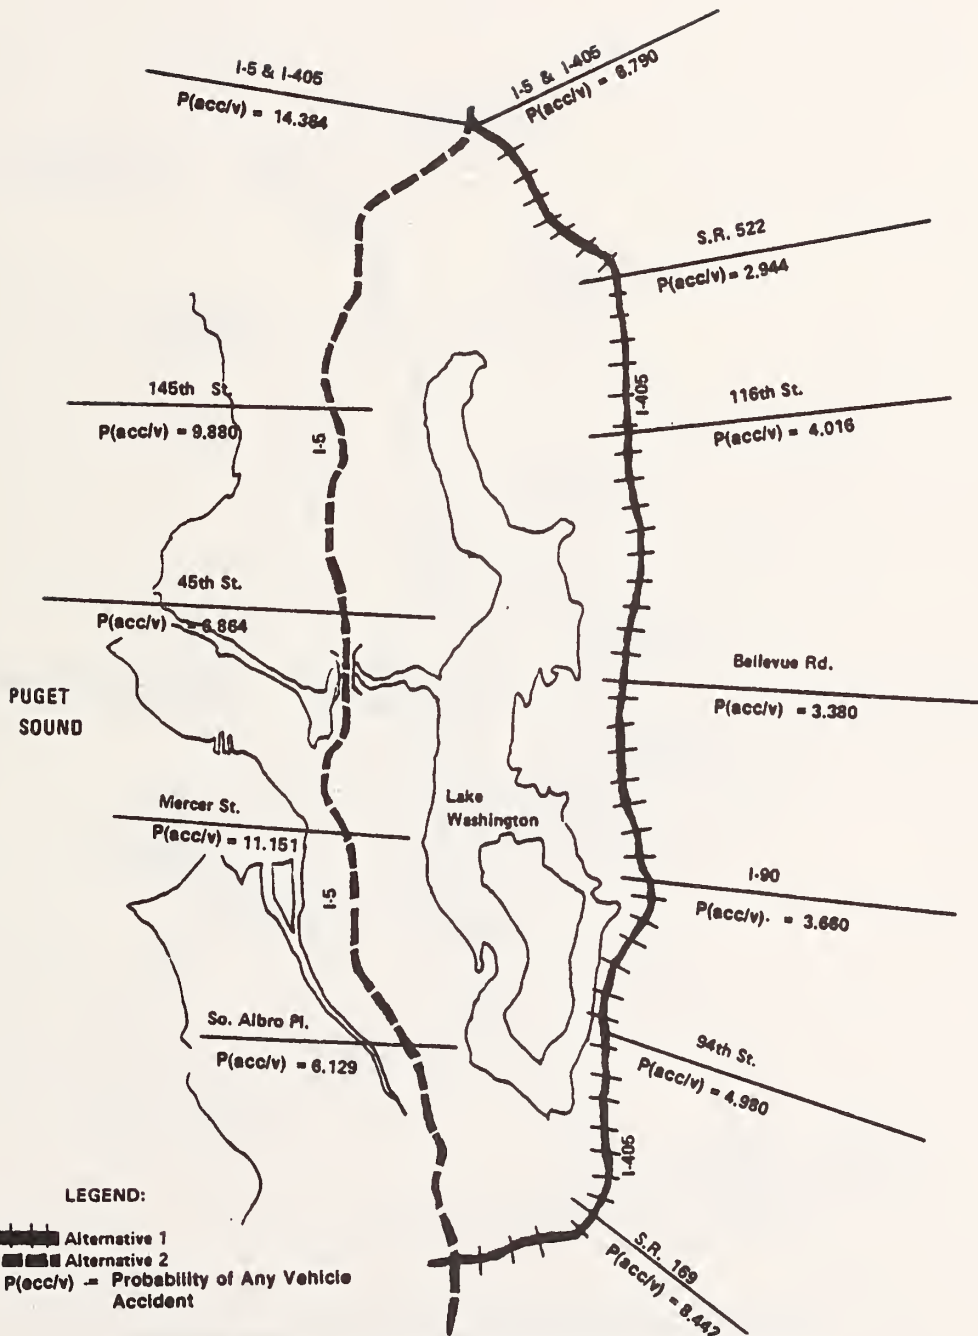 I-5 & I-405
P(acc/v) = 14.384
I-5 & I-405
P(acc/v) = 6.790
S.R. 522
P(acc/v) = 2.944
145th St.
P(acc/v) = 9.880
I-5
I-405
116th St.
P(acc/v) = 4.016
45th St.
P(acc/v) = 6.864
PUGET
SOUND
Bellevue Rd.
P(acc/v) = 3.380
Mercer St.
P(acc/v) = 11.151
Lake
Washington
I-5
I-90
P(acc/v). = 3.660
So. Albro Pl.
P(acc/v) = 6.129
94th St.
P(acc/v) = 4.980
I-405
S.R. 169
P(acc/v) = 8.442
LEGEND:
Alternative 1
Alternative 2
P(acc/v) = Probability of Any Vehicle
Accident